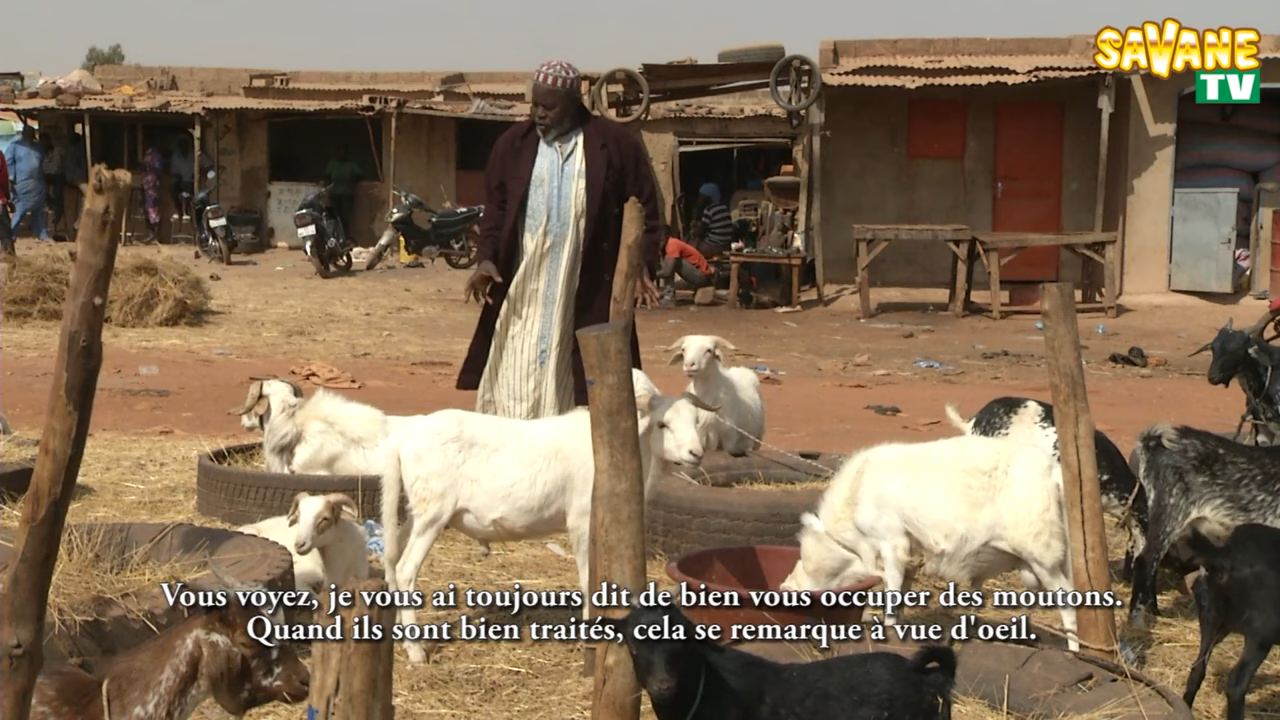 SAVANE
TV
Vous voyez, je vous ai toujours dit de bien vous occuper des moutons.
Quand ils sont bien traités, cela se remarque à vue d'oeil.